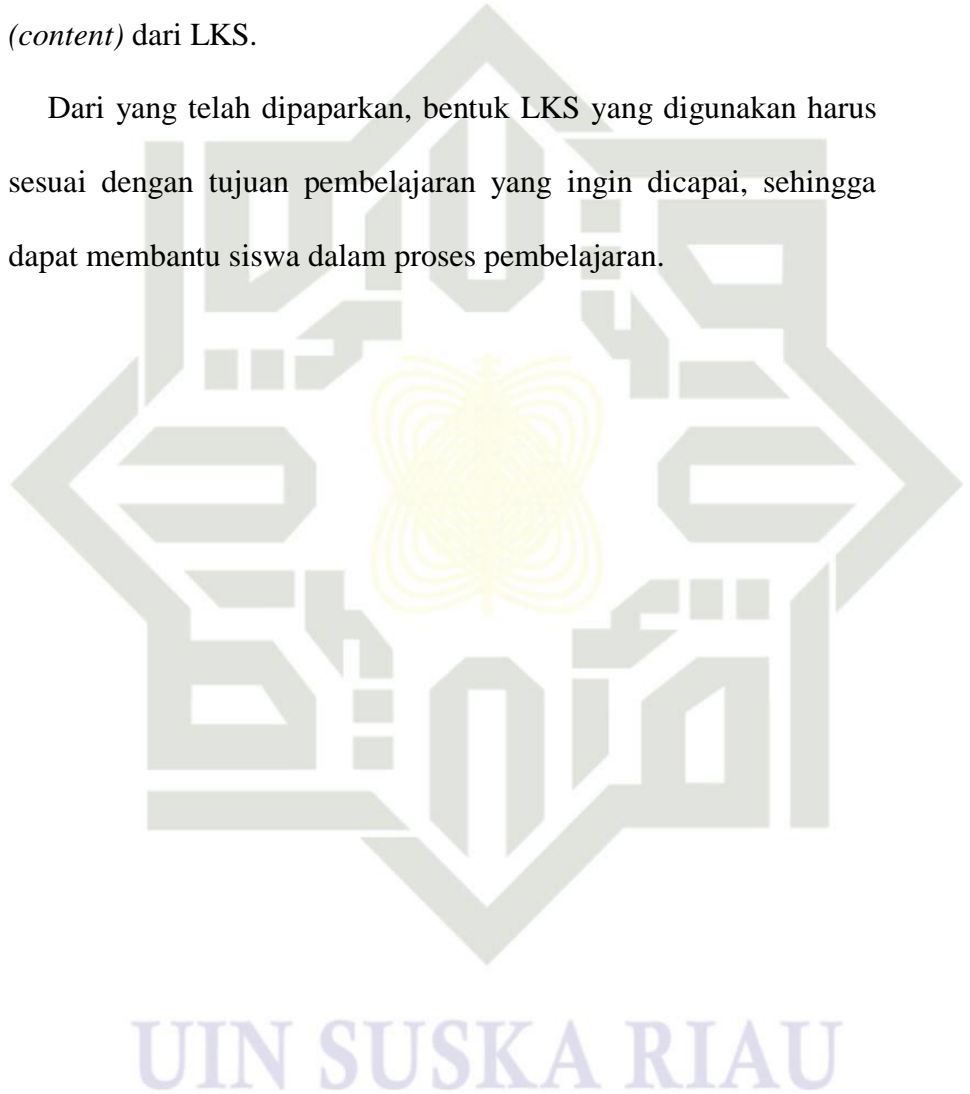 (content) dari LKS.
Dari yang telah dipaparkan, bentuk LKS yang digunakan harus
sesuai dengan tujuan pembelajaran yang ingin dicapai, sehingga
dapat membantu siswa dalam proses pembelajaran.
UIN SUSKA RIAU